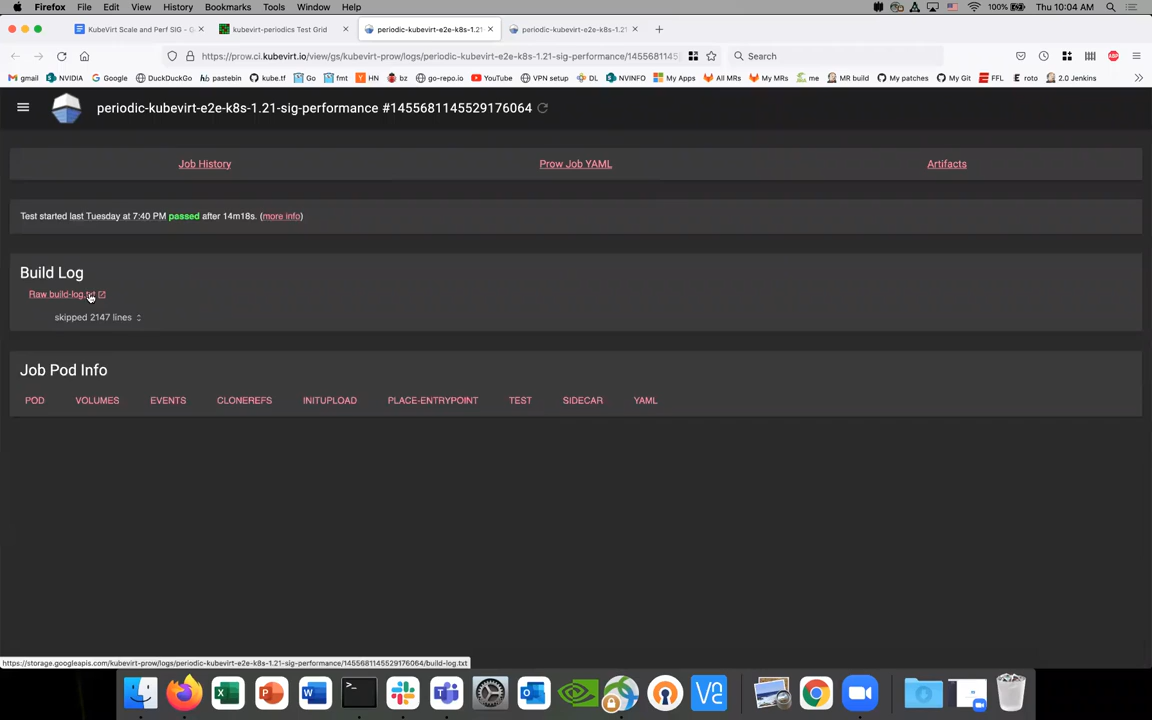 Firefox File Edit View History Bookmarks Tools Window Help 100% Thu 10:04 AM
KubeVirt Scale and Perf SIG - G
kubevirt-periodics Test Grid
periodic-kubevirt-e2e-k8s-1.21
periodic-kubevirt-e2e-k8s-1.21-
https://prow.ci.kubevirt.io/view/gs/kubevirt-prow/logs/periodic-kubevirt-e2e-k8s-1.21-sig-performance/14556811455
Search
gmail NVIDIA Google DuckDuckGo pastebin kube.tf Go fmt HN bz go-repo.io YouTube VPN setup DL NVINFO My Apps All MRs My MRs me MR build My patches My Git FFL roto 2.0 Jenkins
periodic-kubevirt-e2e-k8s-1.21-sig-performance #1455681145529176064
Job History Prow Job YAML Artifacts
Test started last Tuesday at 7:40 PM passed after 14m18s. (more info)
Build Log
Raw build-log.txt
skipped 2147 lines
Job Pod Info
POD VOLUMES EVENTS CLONEREFS INITUPLOAD PLACE-ENTRYPOINT TEST SIDECAR YAML
https://storage.googleapis.com/kubevirt-prow/logs/periodic-kubevirt-e2e-k8s-1.21-sig-performance/1455681145529176064/build-log.txt